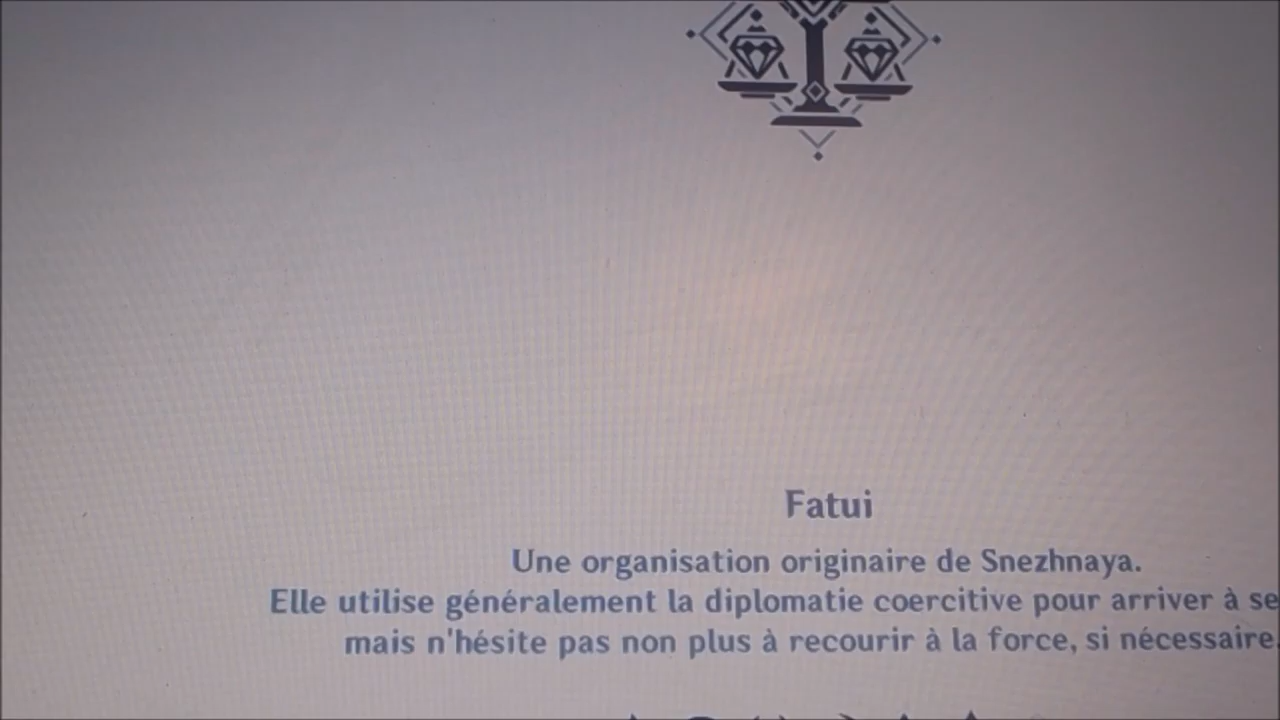 Fatui
Une organisation originaire de Snezhnaya.
Elle utilise généralement la diplomatie coercitive pour arriver à se
mais n'hésite pas non plus à recourir à la force, si nécessaire.